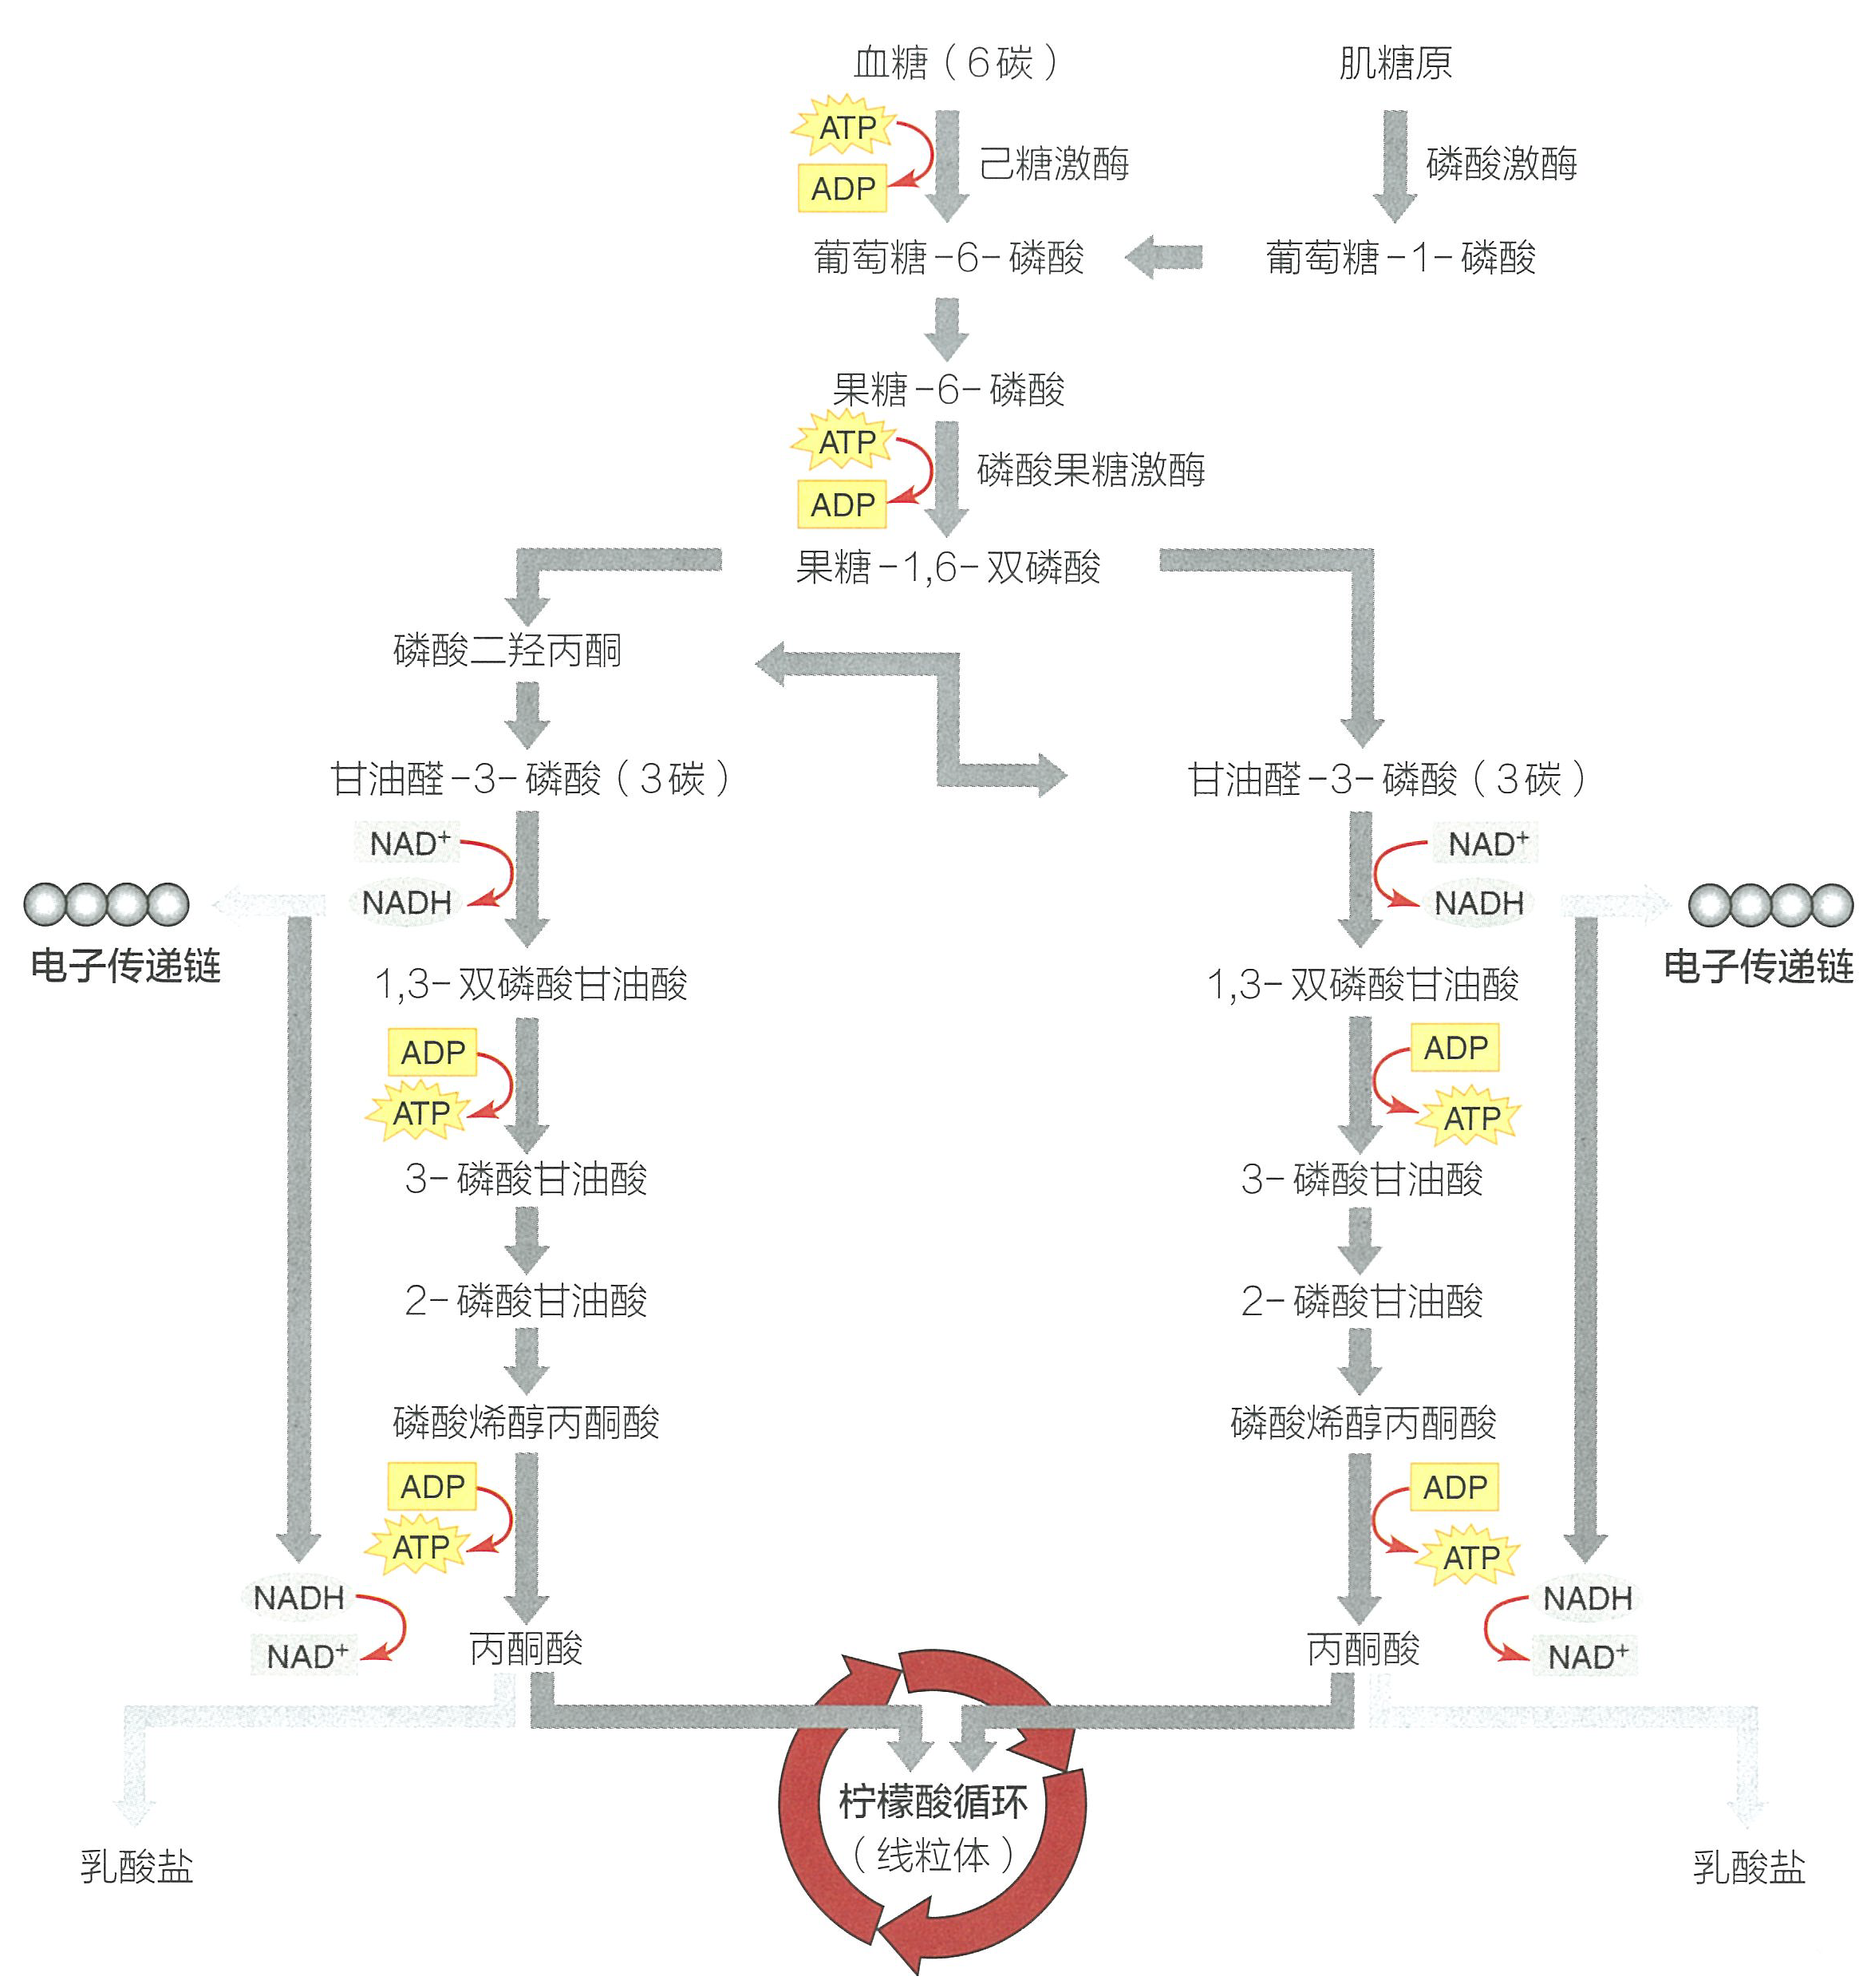 血糖（6碳）
肌糖原
ATP
ADP
己糖激酶
磷酸激酶
葡萄糖-6-磷酸
葡萄糖-1-磷酸
果糖-6-磷酸
ATP
ADP
磷酸果糖激酶
果糖-1,6-双磷酸
磷酸二羟丙酮
甘油醛-3-磷酸（3碳）
甘油醛-3-磷酸（3碳）
NAD⁺
NADH
NAD⁺
NADH
电子传递链
电子传递链
1,3-双磷酸甘油酸
1,3-双磷酸甘油酸
ADP
ATP
ADP
ATP
3-磷酸甘油酸
3-磷酸甘油酸
2-磷酸甘油酸
2-磷酸甘油酸
磷酸烯醇丙酮酸
磷酸烯醇丙酮酸
ADP
ATP
ADP
ATP
NADH
NAD⁺
NADH
NAD⁺
丙酮酸
丙酮酸
柠檬酸循环
（线粒体）
乳酸盐
乳酸盐